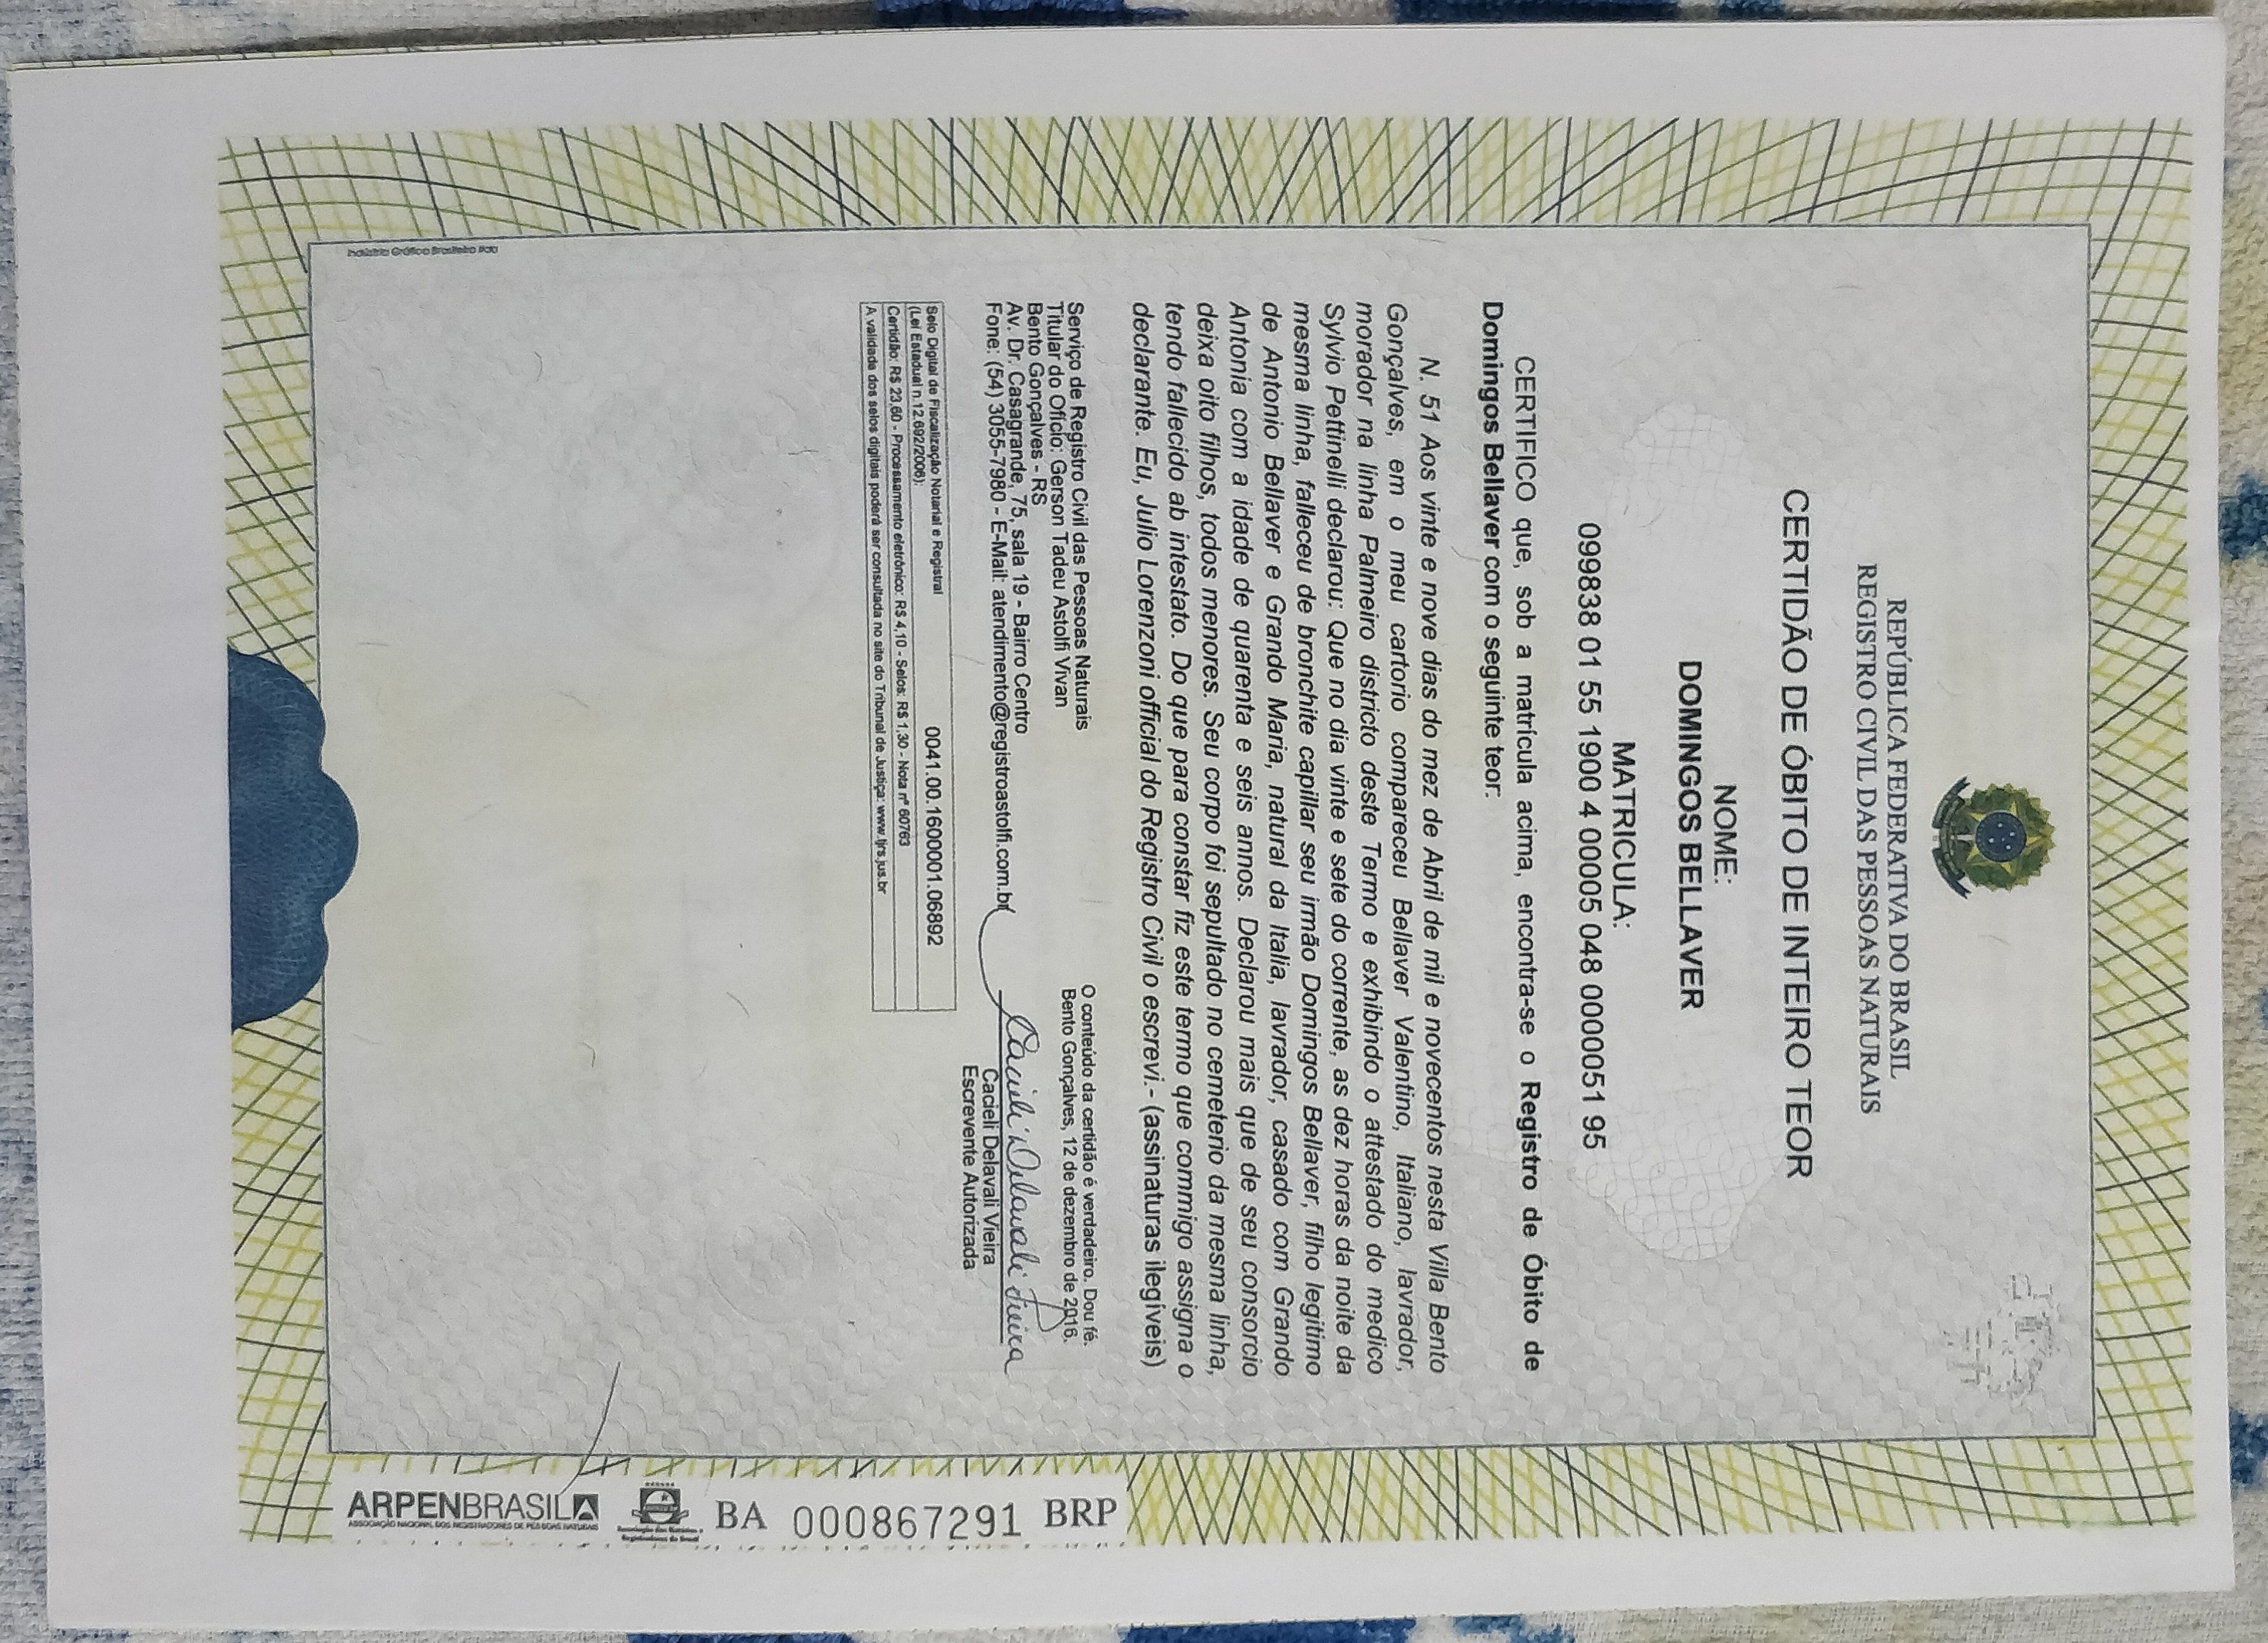 REPÚBLICA FEDERATIVA DO BRASIL
REGISTRO CIVIL DAS PESSOAS NATURAIS
CERTIDÃO DE ÓBITO DE INTEIRO TEOR
NOME:
DOMINGOS BELLAVER
MATRICULA:
099838 01 55 1900 4 00005 048 0000051 95
CERTIFICO que, sob a matrícula acima, encontra-se o Registro de Óbito de
Domingos Bellaver com o seguinte teor:
N. 51 Aos vinte e nove dias do mez de Abril de mil e novecentos nesta Villa Bento
Gonçalves, em o meu cartorio compareceu Bellaver Valentino, Italiano, lavrador,
morador na linha Palmeiro districto deste Termo e exhibindo o attestado do medico
Sylvio Pettinelli declarou: Que no dia vinte e sete do corrente, as dez horas da noite da
mesma linha, falleceu de bronchite capillar seu irmão Domingos Bellaver, filho legitimo
de Antonio Bellaver e Grando Maria, natural da Italia, lavrador, casado com Grando
Antonia com a idade de quarenta e seis annos. Declarou mais que de seu consorcio
deixa oito filhos, todos menores. Seu corpo foi sepultado no cemeterio da mesma linha,
tendo fallecido ab intestato. Do que para constar fiz este termo que commigo assigna o
declarante. Eu, Julio Lorenzoni official do Registro Civil o escrevi.- (assinaturas ilegíveis)
Serviço de Registro Civil das Pessoas Naturais
Titular do Ofício: Gerson Tadeu Astolfi Vivan
Bento Gonçalves - RS
Av. Dr. Casagrande, 75, sala 19 - Bairro Centro
Fone: (54) 3055-7980 - E-Mail: atendimento@registroastolfi.com.br
O conteúdo da certidão é verdadeiro. Dou fé.
Bento Gonçalves, 12 de dezembro de 2016.
Cacieli Delavali Vieira
Cacieli Delavali Vieira
Escrevente Autorizada
Selo Digital de Fiscalização Notarial e Registral
(Lei Estadual n.12.692/2006):
0041.00.1600001.06892
Certidão: R$ 23,60 - Processamento eletrônico: R$ 4,10 - Selos: R$ 1,30 - Nota nº 60763
A validade dos selos digitais poderá ser consultada no site do Tribunal de Justiça: www.tjrs.jus.br
BA 000867291 BRP
ARPENBRASIL
ASSOCIAÇÃO NACIONAL DOS REGISTRADORES DE PESSOAS NATURAIS